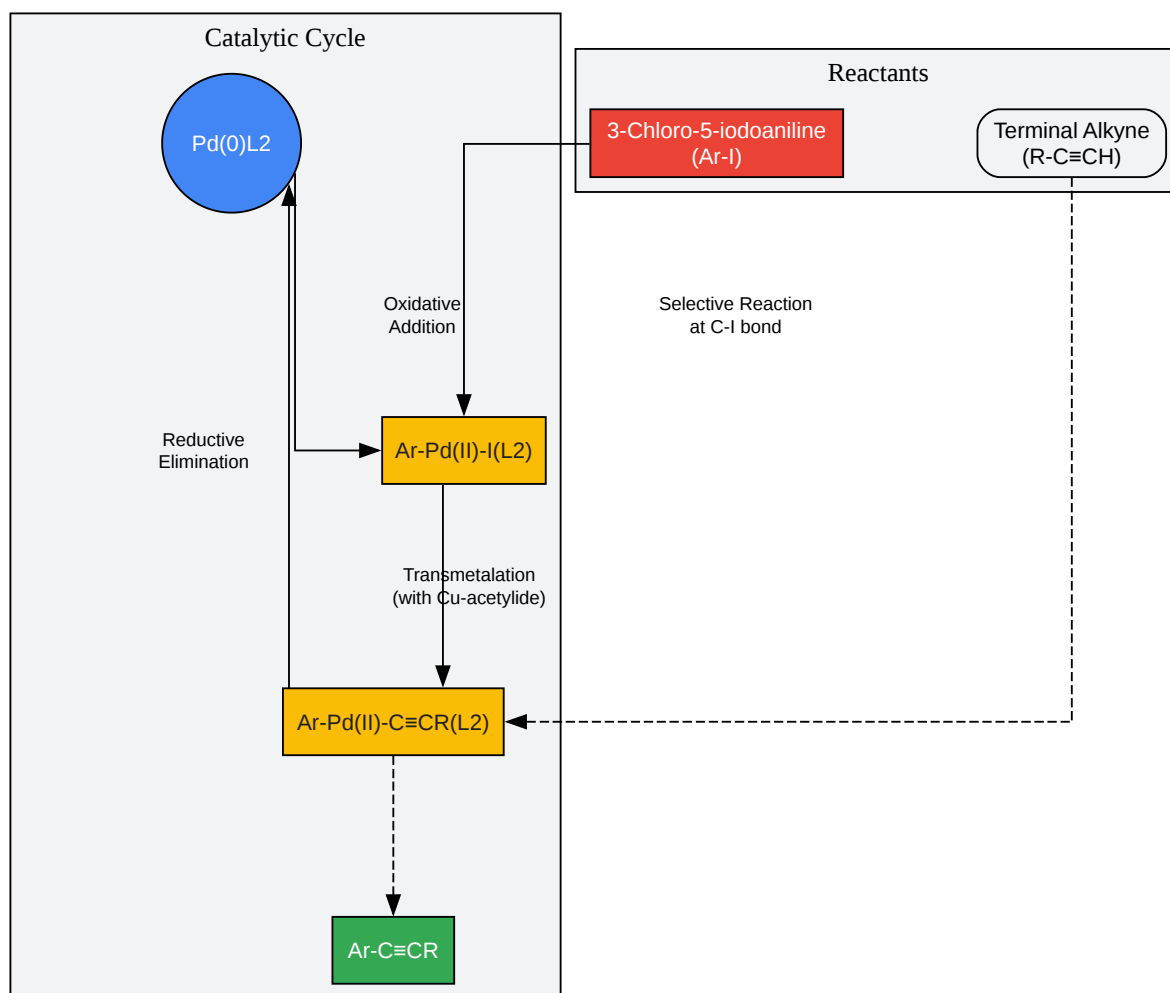 Catalytic Cycle
Reactants
Pd(0)L2
3-Chloro-5-iodoaniline
(Ar-I)
Terminal Alkyne
(R-C≡CH)
Oxidative
Addition
Selective Reaction
at C-I bond
Reductive
Elimination
Ar-Pd(II)-I(L2)
Transmetalation
(with Cu-acetylide)
Ar-Pd(II)-C≡CR(L2)
Ar-C≡CR